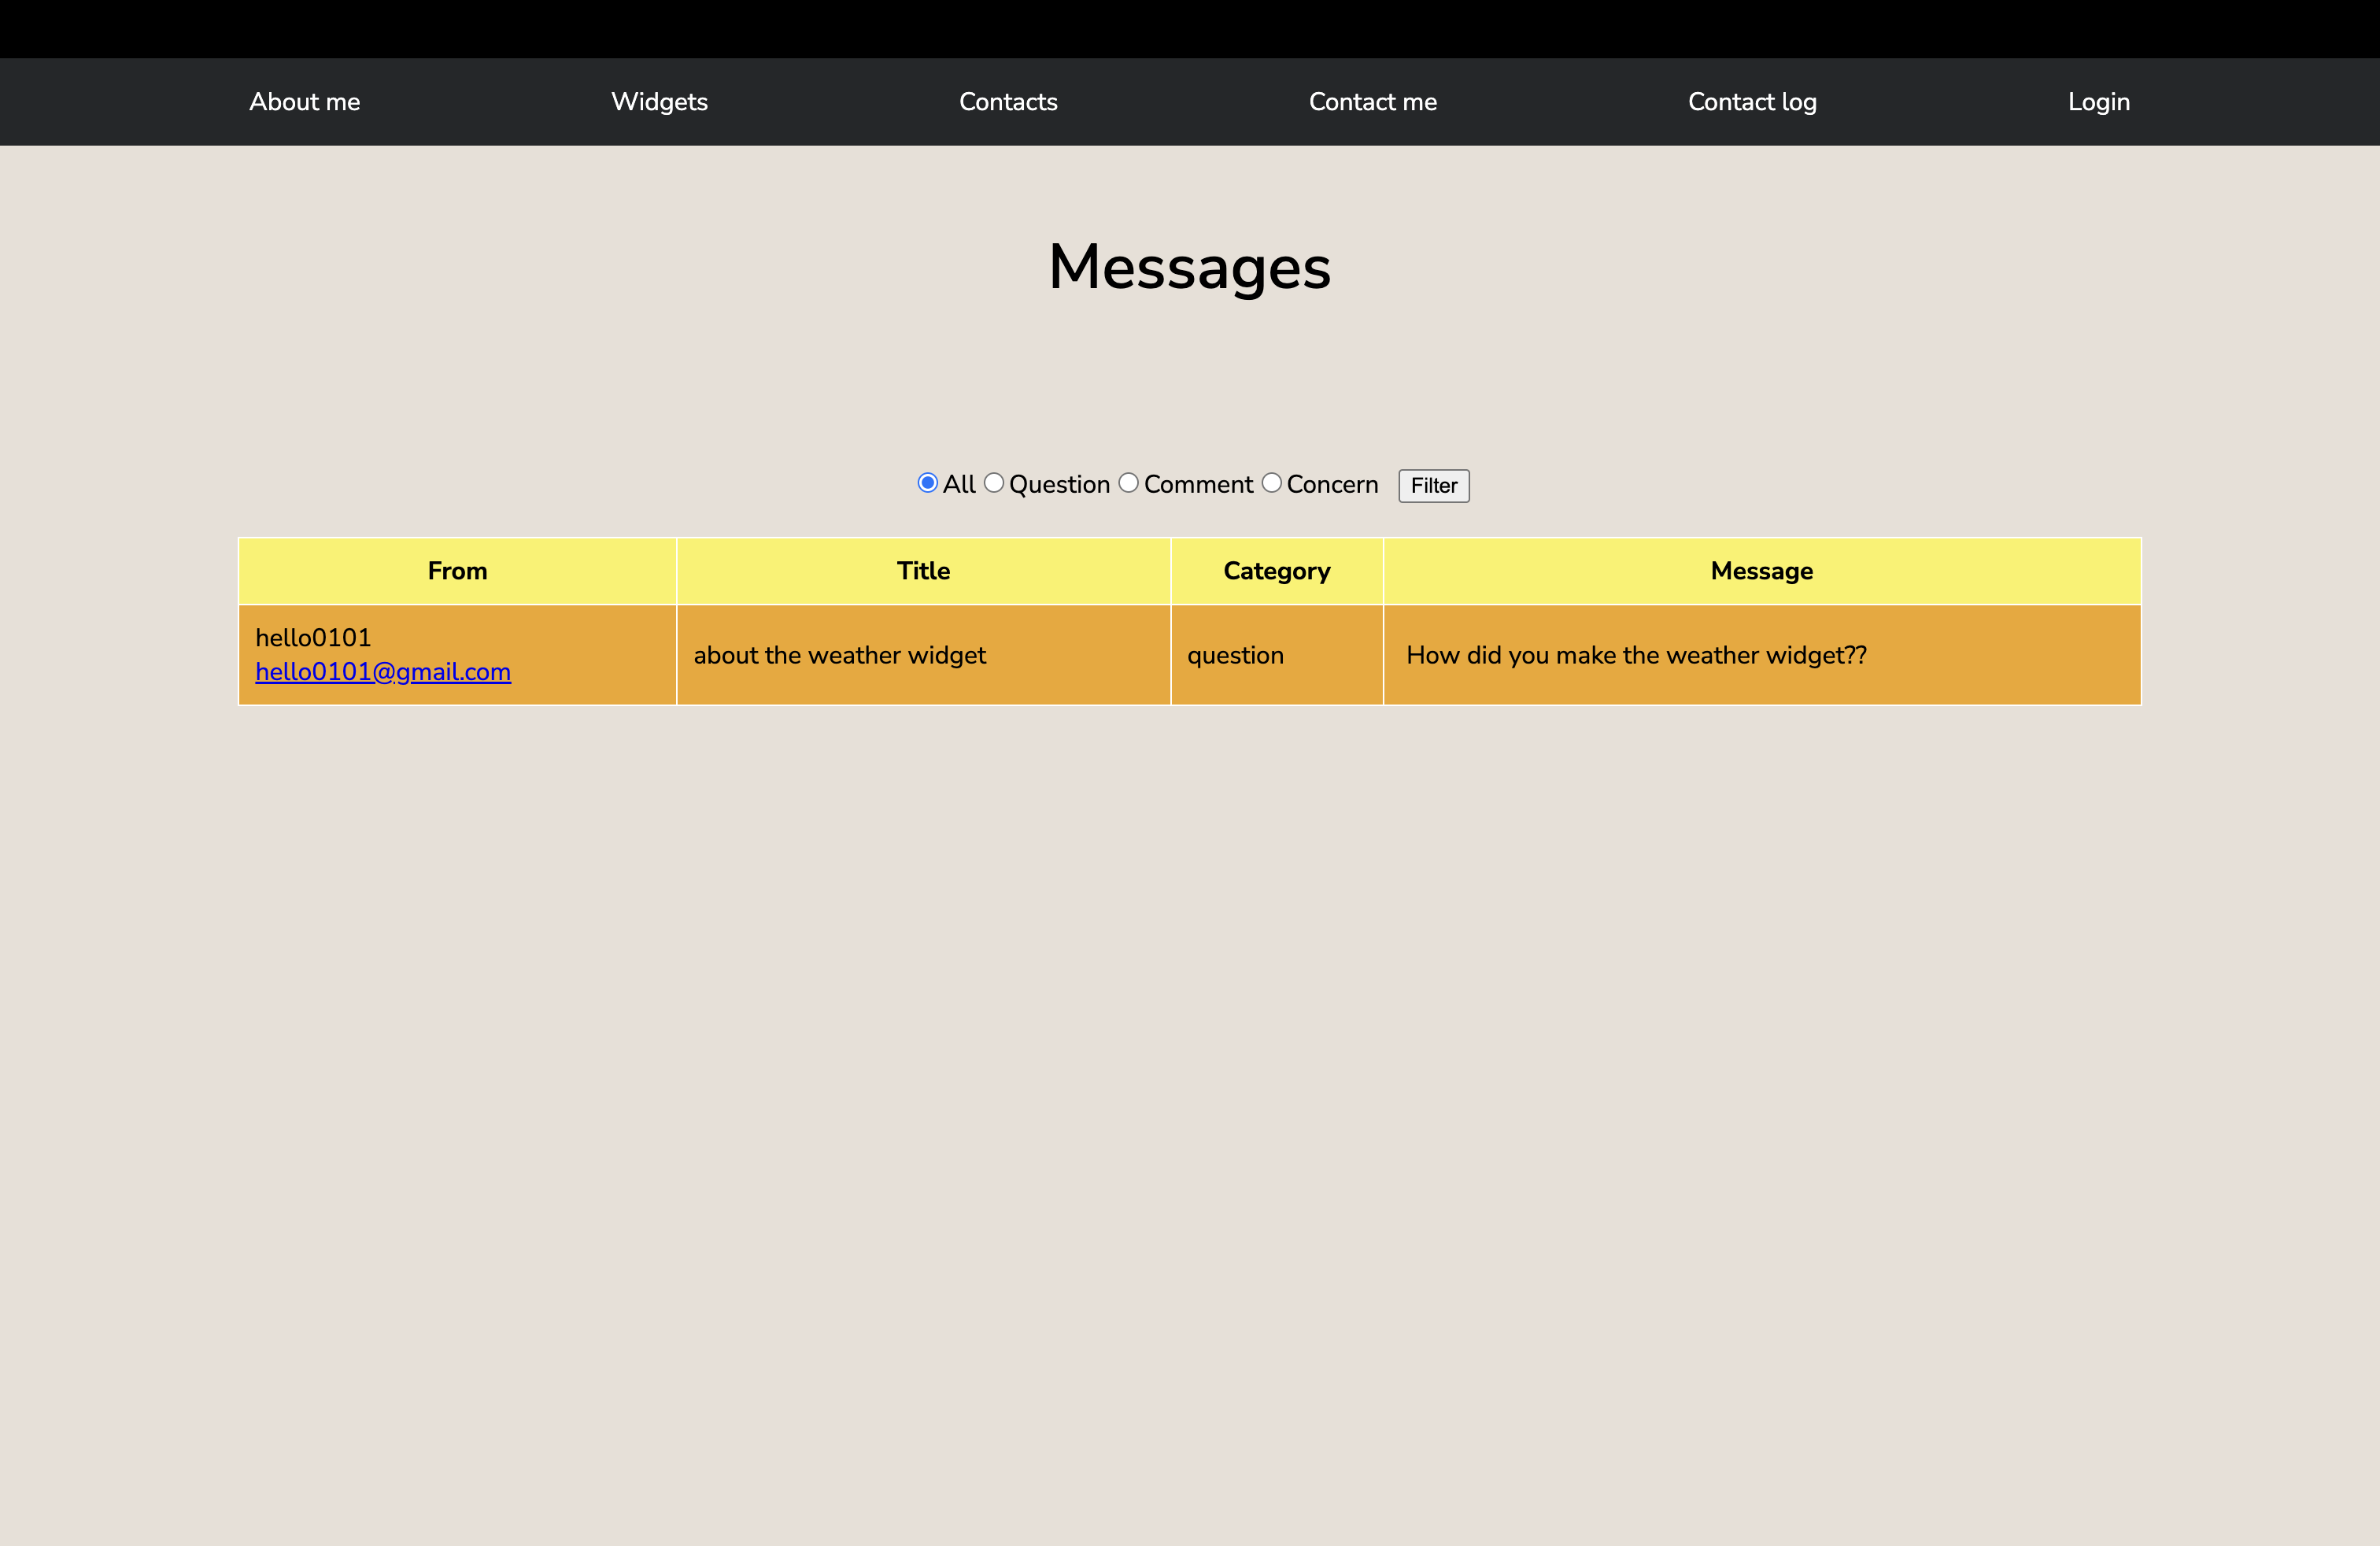 About me Widgets Contacts Contact me Contact log Login
Messages
All Question Comment Concern Filter
From Title Category Message
hello0101
hello0101@gmail.com
about the weather widget
question
How did you make the weather widget??